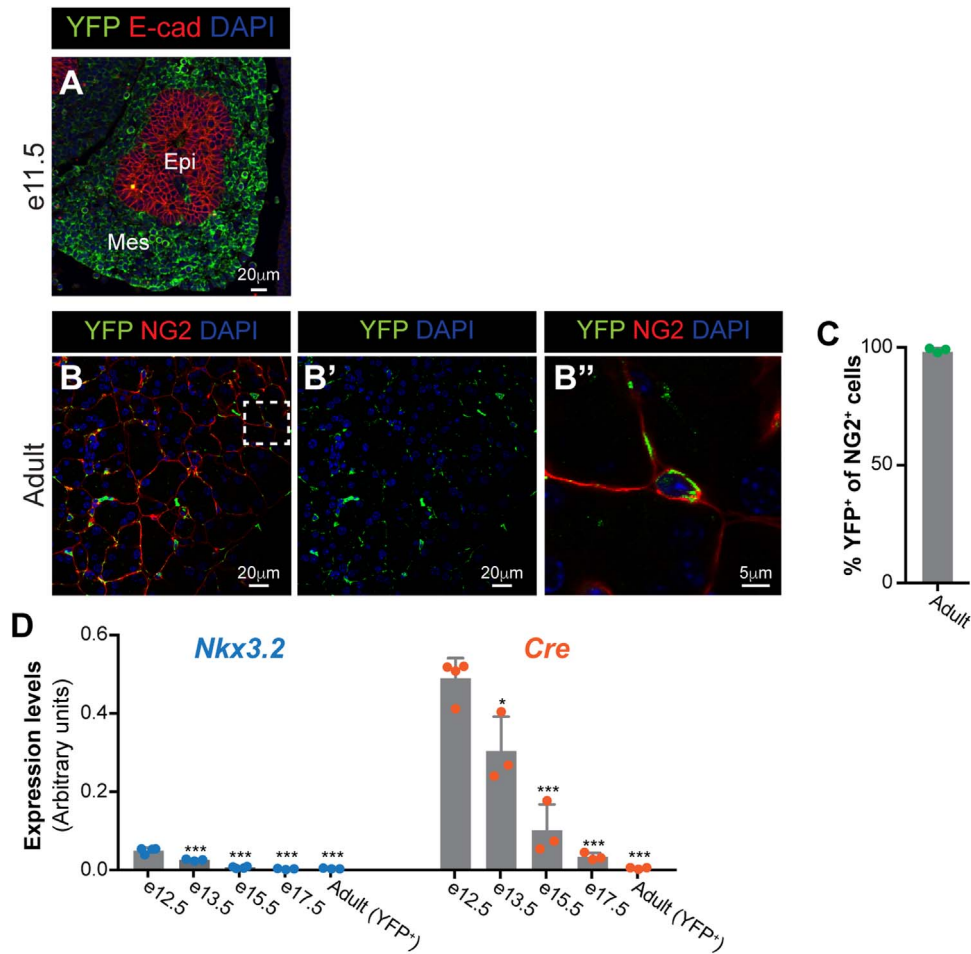 YFP E-cad DAPI
A
e11.5
Epi
Mes
20μm
YFP NG2 DAPI
YFP DAPI
YFP NG2 DAPI
B
B'
B''
Adult
20μm
20μm
5μm
C
% YFP⁺ of NG2⁺ cells
100
50
0
Adult
D
Expression levels
(Arbitrary units)
0.6
0.4
0.2
0.0
Nkx3.2
Cre
***
***
***
***
*
***
***
***
e12.5
e13.5
e15.5
e17.5
Adult (YFP⁺)
e12.5
e13.5
e15.5
e17.5
Adult (YFP⁺)